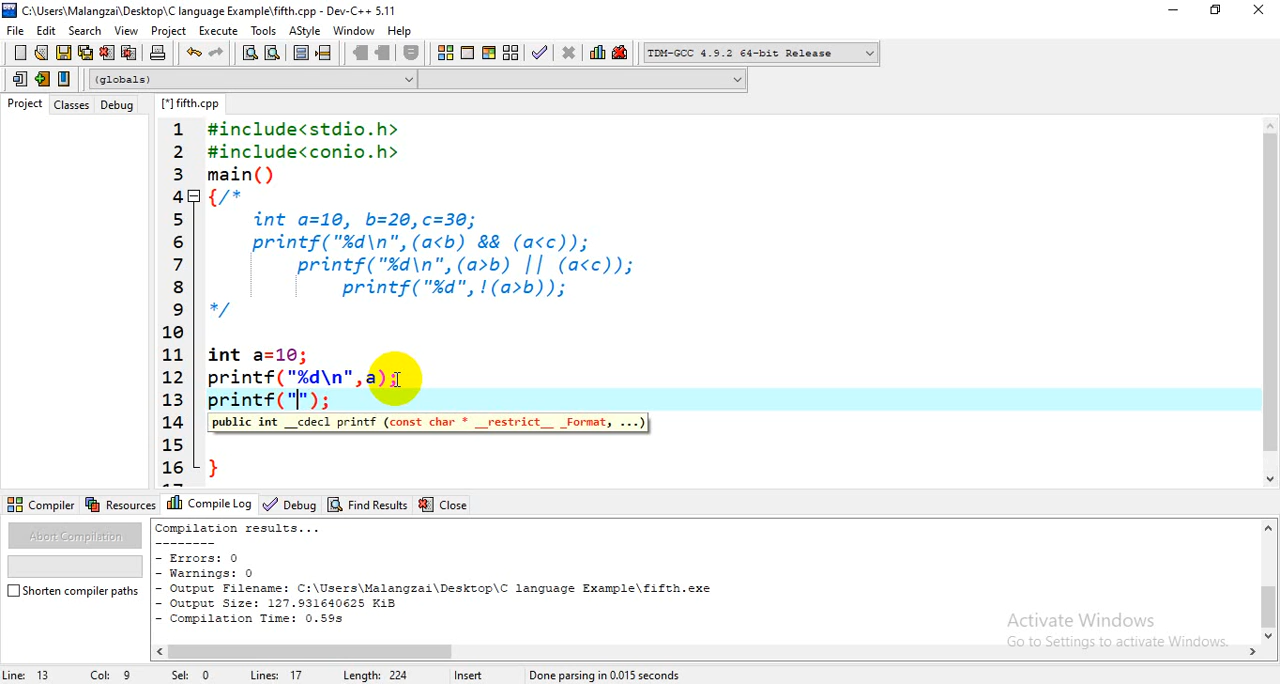 C:\Users\Malangzai\Desktop\C language Example\fifth.cpp - Dev-C++ 5.11
File Edit Search View Project Execute Tools AStyle Window Help
TDM-GCC 4.9.2 64-bit Release
(globals)
Project Classes Debug [*] fifth.cpp
1 #include<stdio.h>
2 #include<conio.h>
3 main()
4 {/*
5 int a=10, b=20,c=30;
6 printf("%d\n",(a<b) && (a<c));
7 printf("%d\n",(a>b) || (a<c));
8 printf("%d",!(a>b));
9 */
10
11 int a=10;
12 printf("%d\n",a);
13 printf("");
14 public int __cdecl printf (const char * __restrict__ _Format, ...)
15
16 }
Compiler Resources Compile Log Debug Find Results Close
Abort Compilation
Shorten compiler paths
Compilation results...
--------
- Errors: 0
- Warnings: 0
- Output Filename: C:\Users\Malangzai\Desktop\C language Example\fifth.exe
- Output Size: 127.931640625 KiB
- Compilation Time: 0.59s
Activate Windows
Go to Settings to activate Windows.
Line: 13 Col: 9 Sel: 0 Lines: 17 Length: 224 Insert Done parsing in 0.015 seconds